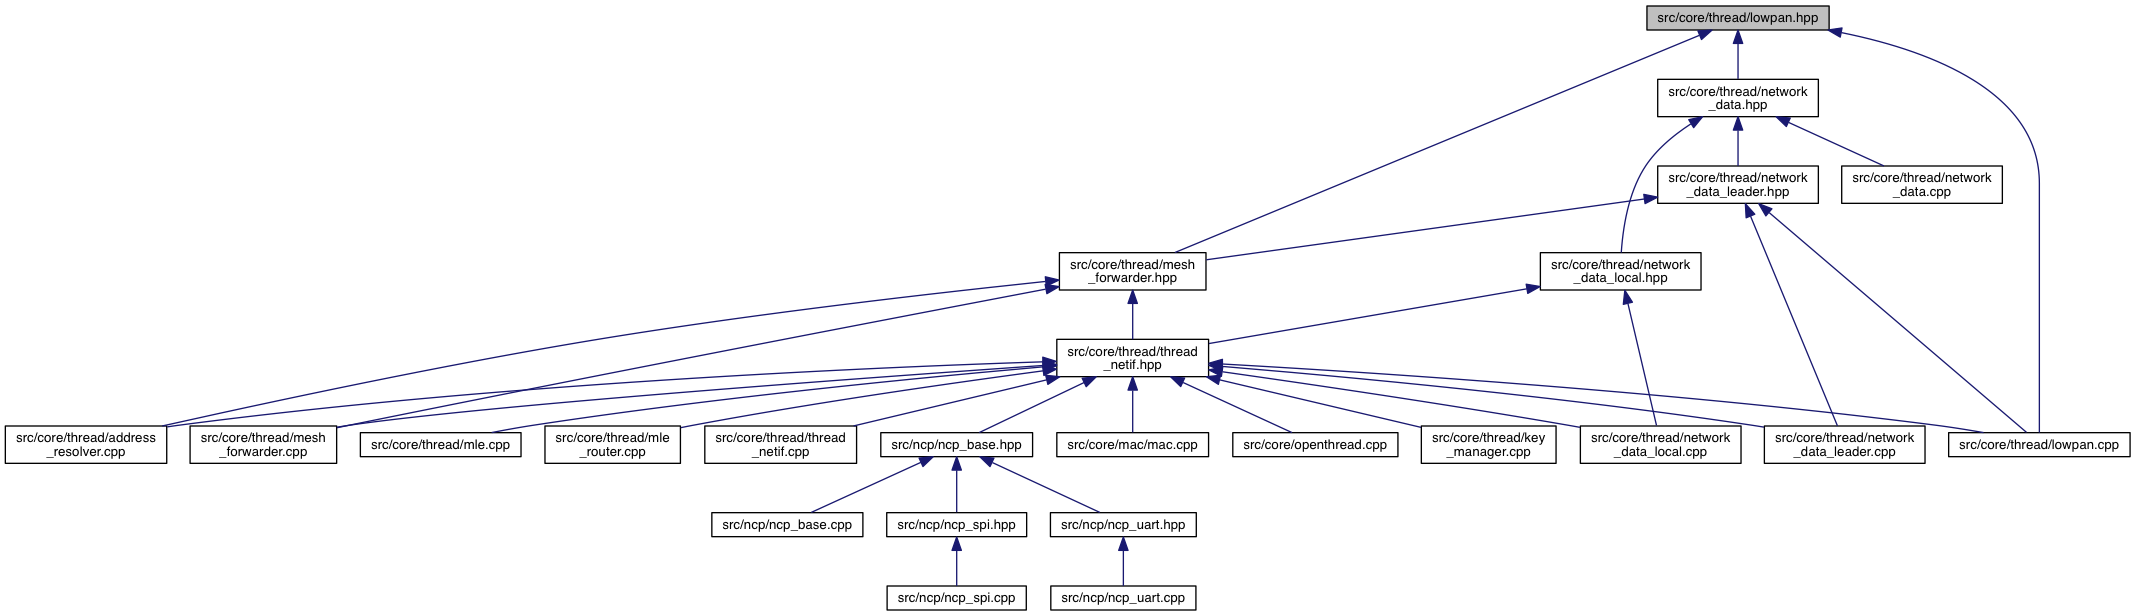 src/core/thread/lowpan.hpp
src/core/thread/network
_data.hpp
src/core/thread/network
_data_leader.hpp
src/core/thread/network
_data.cpp
src/core/thread/mesh
_forwarder.hpp
src/core/thread/network
_data_local.hpp
src/core/thread/thread
_netif.hpp
src/core/thread/address
_resolver.cpp
src/core/thread/mesh
_forwarder.cpp
src/core/thread/mle.cpp
src/core/thread/mle
_router.cpp
src/core/thread/thread
_netif.cpp
src/ncp/ncp_base.hpp
src/core/mac/mac.cpp
src/core/openthread.cpp
src/core/thread/key
_manager.cpp
src/core/thread/network
_data_local.cpp
src/core/thread/network
_data_leader.cpp
src/core/thread/lowpan.cpp
src/ncp/ncp_base.cpp
src/ncp/ncp_spi.hpp
src/ncp/ncp_uart.hpp
src/ncp/ncp_spi.cpp
src/ncp/ncp_uart.cpp